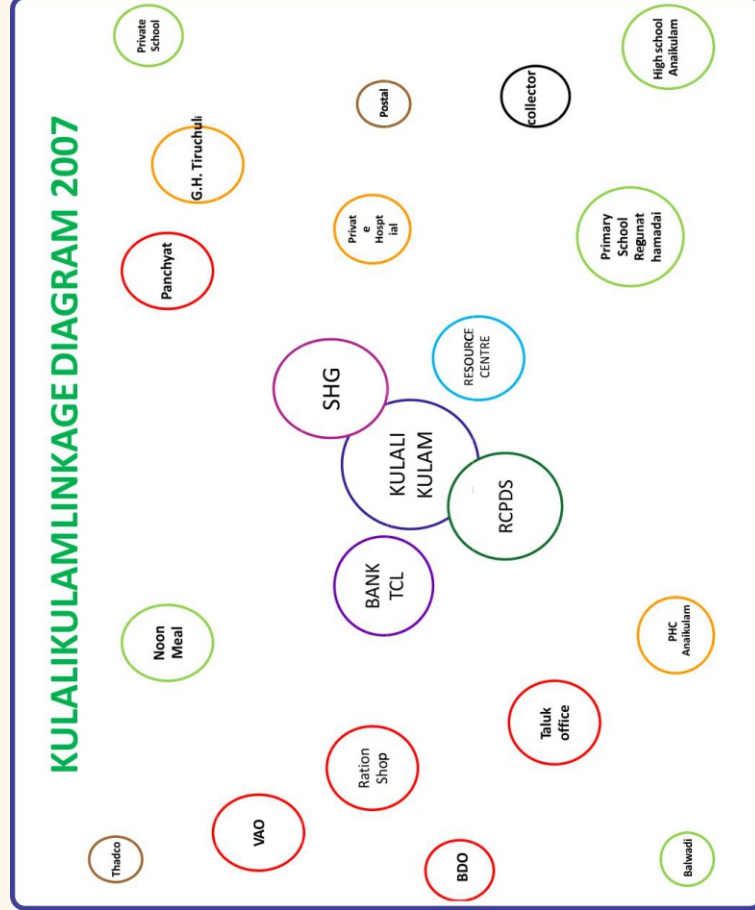 KULALIKULAM LINKAGE DIAGRAM 2007
Thadco
VAO
Noon
Meal
Panchyat
G.H. Tiruchuli
Private
School
BDO
Ration
Shop
BANK
TCL
SHG
KULALI
KULAM
Privat
e
Hospt
ial
Postal
Taluk
office
RCPDS
RESOURCE
CENTRE
collector
Balwadi
PHC
Anaikulam
Primary
School
Regunat
hamadai
High school
Anaikulam